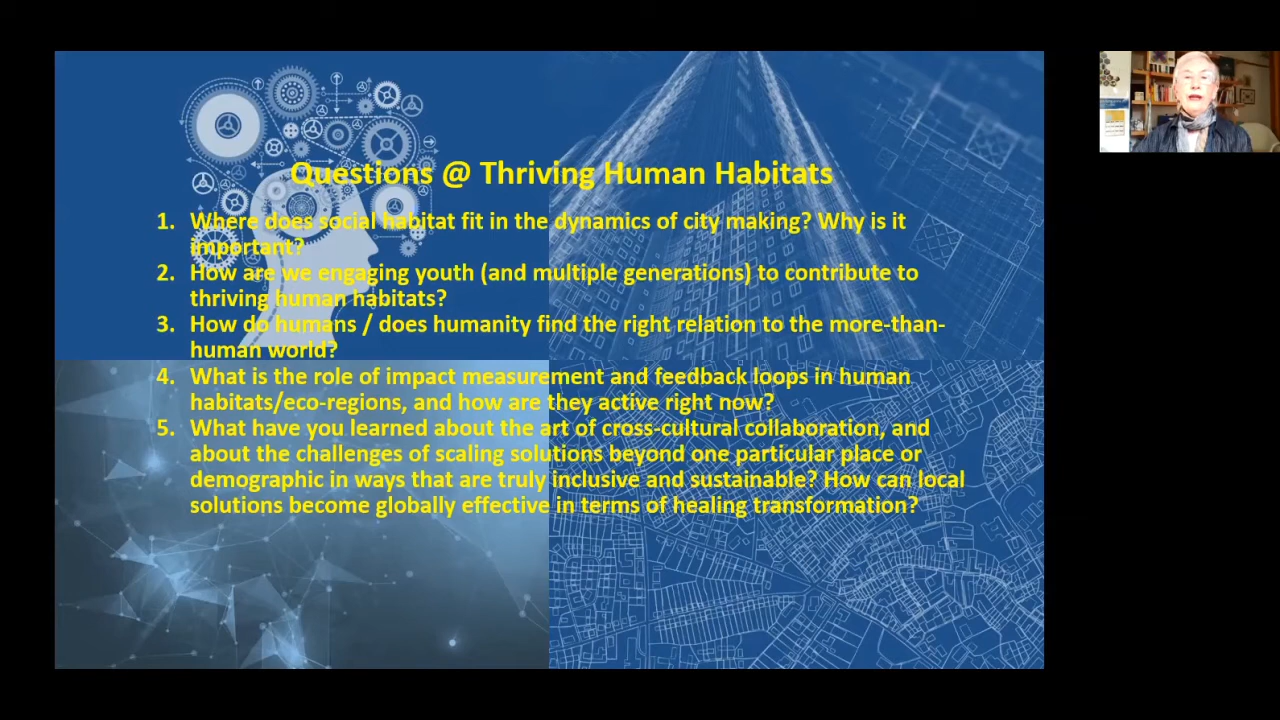 Questions @ Thriving Human Habitats
1. Where does social habitat fit in the dynamics of city making? Why is it
important?
2. How are we engaging youth (and multiple generations) to contribute to
thriving human habitats?
3. How do humans / does humanity find the right relation to the more-than-
human world?
4. What is the role of impact measurement and feedback loops in human
habitats/eco-regions, and how are they active right now?
5. What have you learned about the art of cross-cultural collaboration, and
about the challenges of scaling solutions beyond one particular place or
demographic in ways that are truly inclusive and sustainable? How can local
solutions become globally effective in terms of healing transformation?